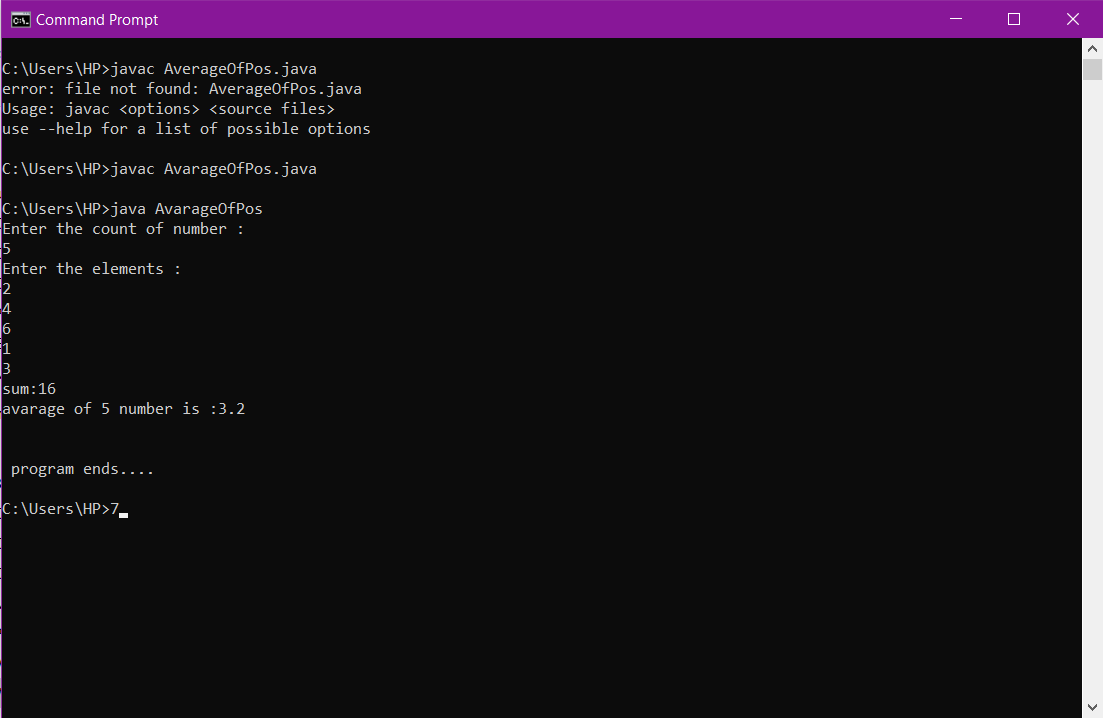 Command Prompt
C:\Users\HP>javac AverageOfPos.java
error: file not found: AverageOfPos.java
Usage: javac <options> <source files>
use --help for a list of possible options
C:\Users\HP>javac AvarageOfPos.java
C:\Users\HP>java AvarageOfPos
Enter the count of number :
5
Enter the elements :
2
4
6
1
3
sum:16
avarage of 5 number is :3.2
program ends....
C:\Users\HP>7